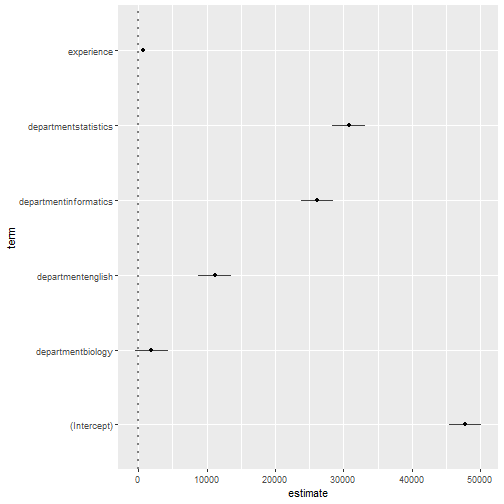 experience
departmentstatistics
departmentinformatics
departmentenglish
departmentbiology
(Intercept)
term
0 10000 20000 30000 40000 50000
estimate